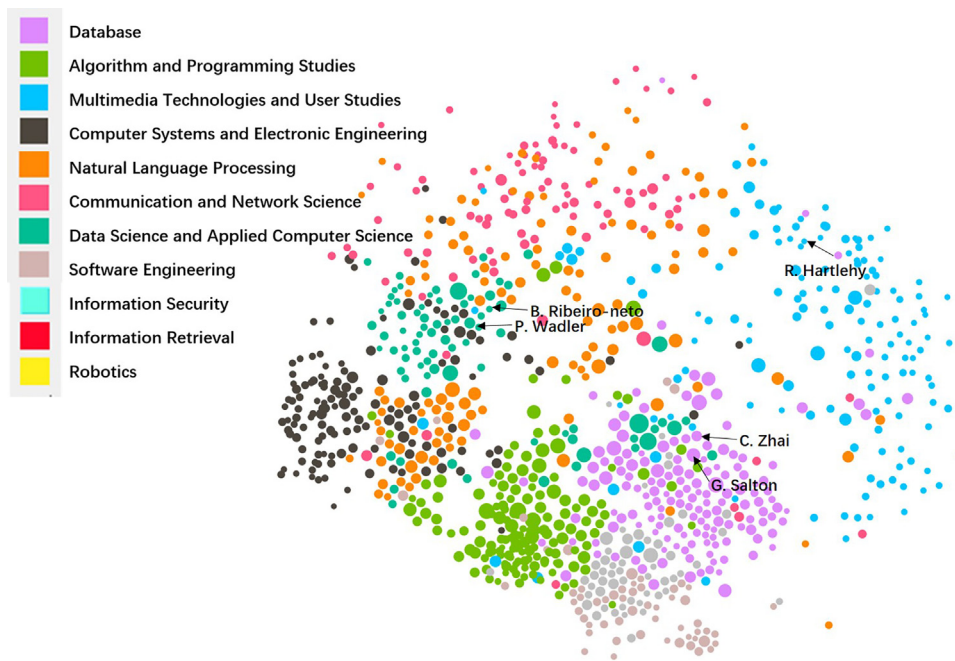 Database
Algorithm and Programming Studies
Multimedia Technologies and User Studies
Computer Systems and Electronic Engineering
Natural Language Processing
Communication and Network Science
Data Science and Applied Computer Science
Software Engineering
Information Security
Information Retrieval
Robotics
R. Hartlehy
B. Ribeiro-neto
P. Wadler
C. Zhai
G. Salton